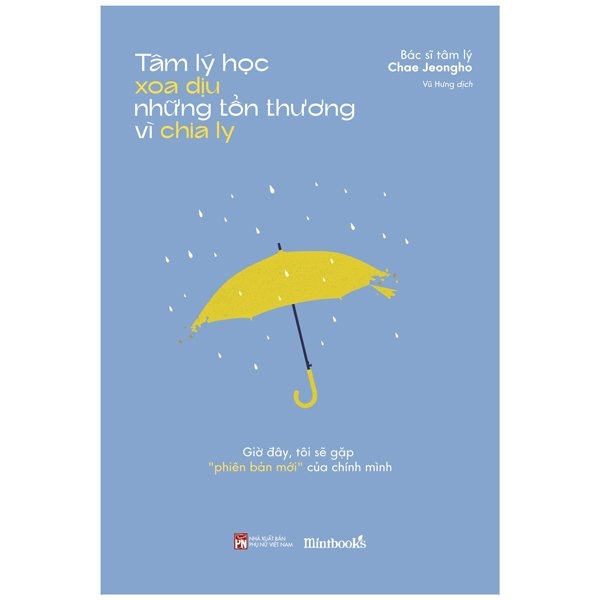 Tâm lý học
xoa dịu
những tổn thương
vì chia ly
Bác sĩ tâm lý
Chae Jeongho
Vũ Hưng dịch
Giờ đây, tôi sẽ gặp
"phiên bản mới" của chính mình
PN
NHÀ XUẤT BẢN
PHỤ NỮ VIỆT NAM
mintbooks